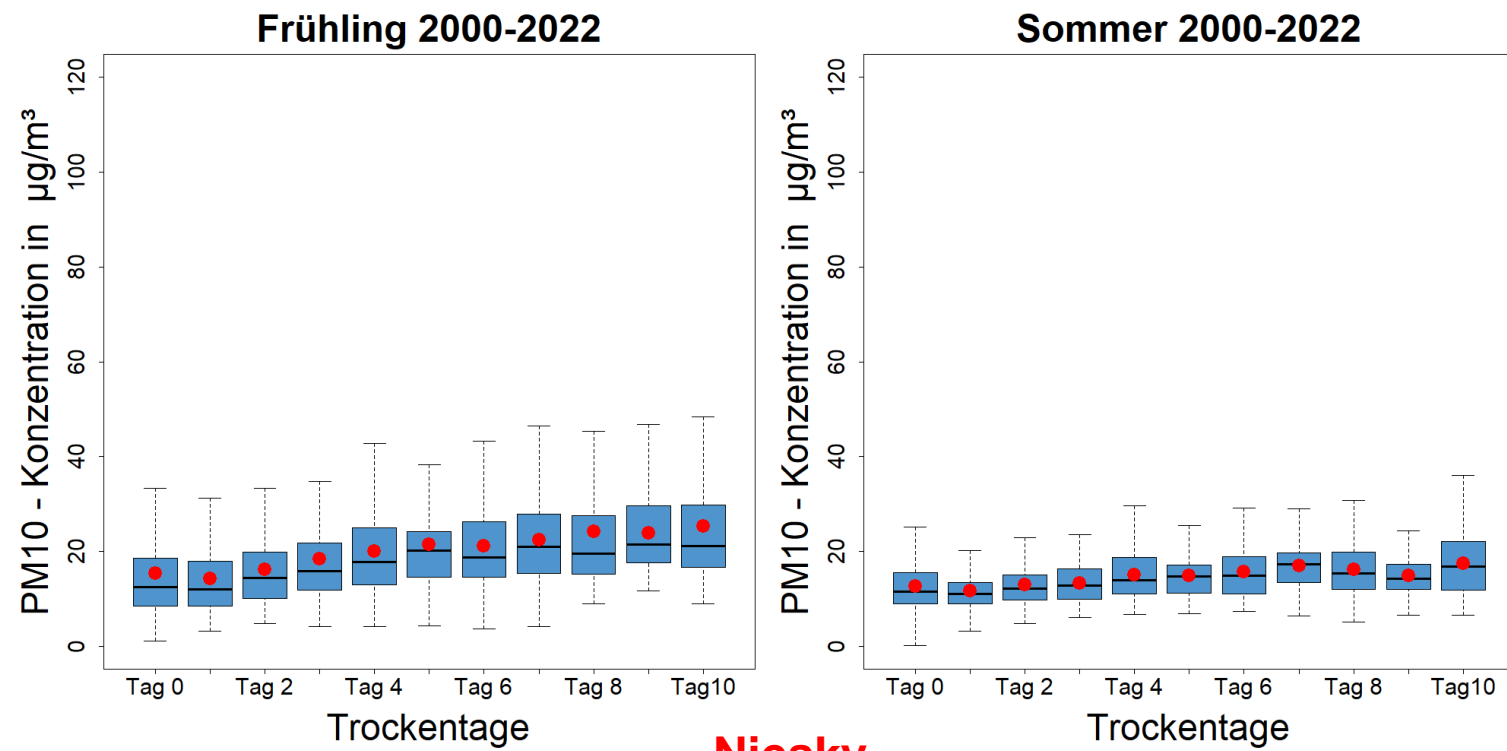 Frühling 2000-2022
PM10 - Konzentration in µg/m³
0 20 40 60 80 100 120
Tag 0 Tag 2 Tag 4 Tag 6 Tag 8 Tag10
Trockentage
Sommer 2000-2022
PM10 - Konzentration in µg/m³
0 20 40 60 80 100 120
Tag 0 Tag 2 Tag 4 Tag 6 Tag 8 Tag10
Trockentage
Niesky